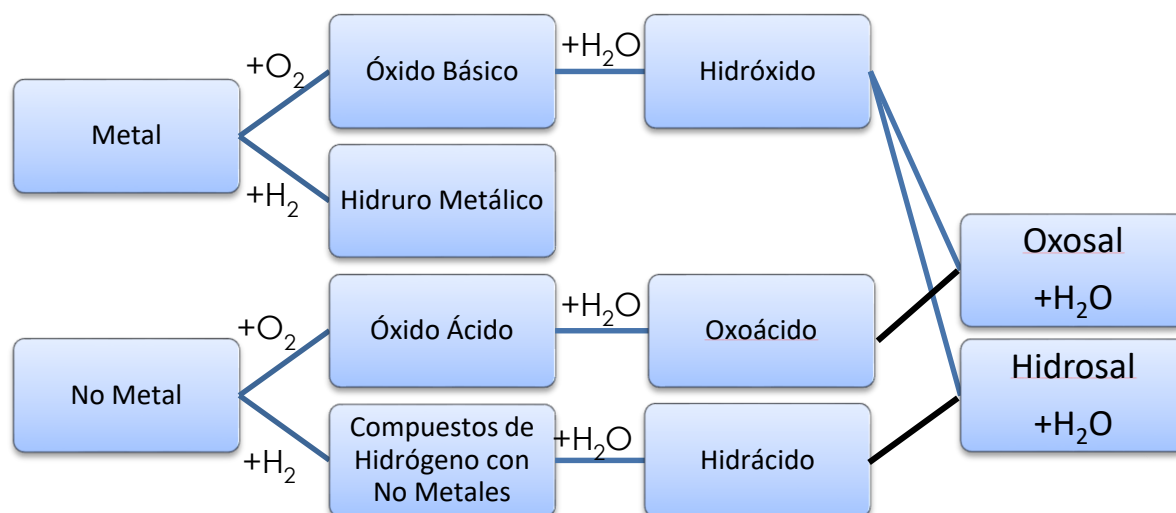 Metal
+O₂
+H₂
Óxido Básico
Hidruro Metálico
+H₂O
Hidróxido
No Metal
+O₂
+H₂
Óxido Ácido
+H₂O
Oxoácido
Compuestos de
Hidrógeno con
No Metales
+H₂O
Hidrácido
Oxosal
+H₂O
Hidrosal
+H₂O